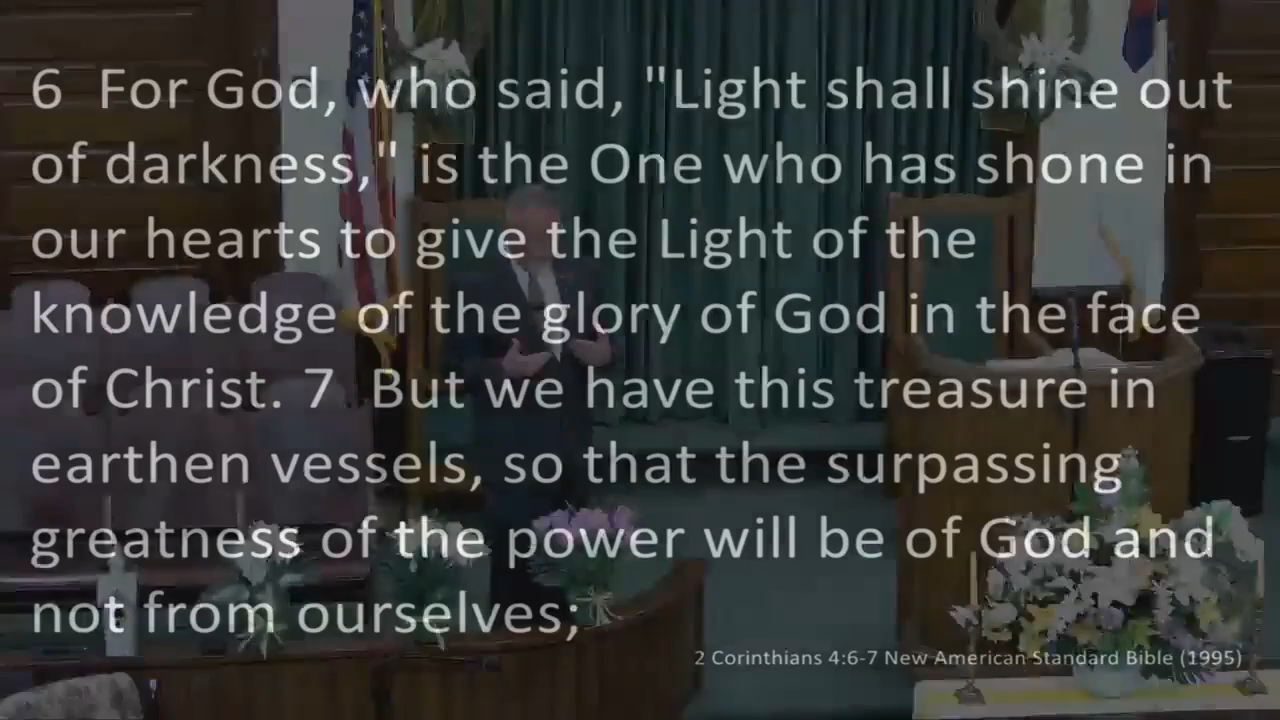 6  For God, who said, "Light shall shine out
of darkness," is the One who has shone in
our hearts to give the Light of the
knowledge of the glory of God in the face
of Christ. 7  But we have this treasure in
earthen vessels, so that the surpassing
greatness of the power will be of God and
not from ourselves;
2 Corinthians 4:6-7 New American Standard Bible (1995)